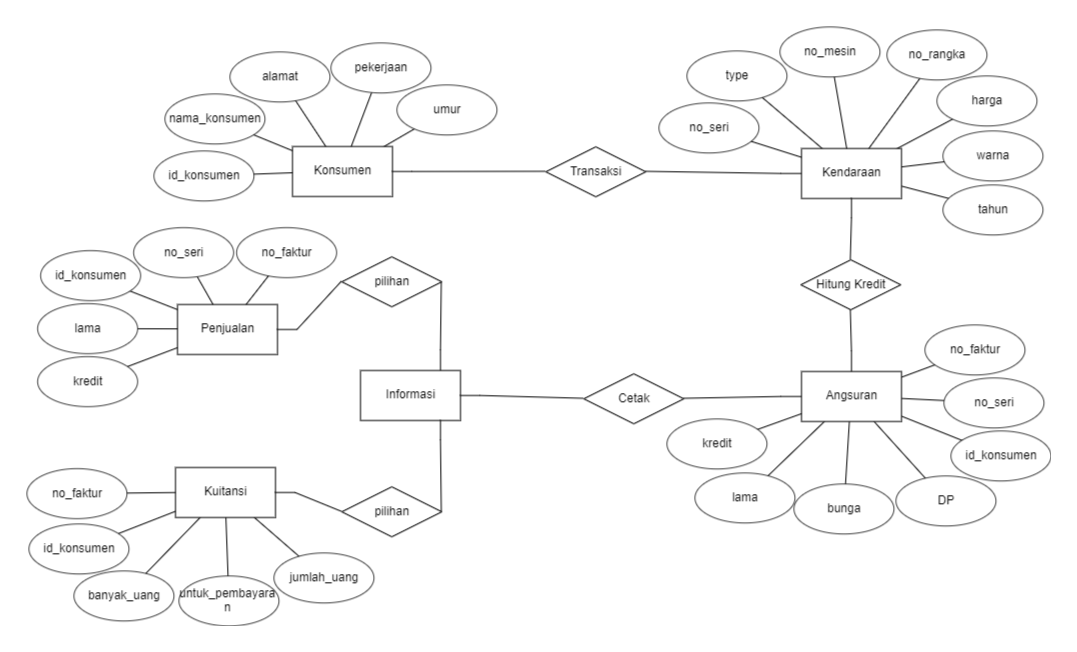 no_mesin
no_rangka
pekerjaan
alamat
type
harga
umur
nama_konsumen
no_seri
warna
Konsumen
Transaksi
Kendaraan
id_konsumen
tahun
no_seri
no_faktur
id_konsumen
pilihan
Hitung Kredit
lama
Penjualan
no_faktur
kredit
Informasi
Cetak
Angsuran
no_seri
kredit
id_konsumen
no_faktur
Kuitansi
lama
DP
bunga
pilihan
id_konsumen
jumlah_uang
banyak_uang
untuk_pembayara
n